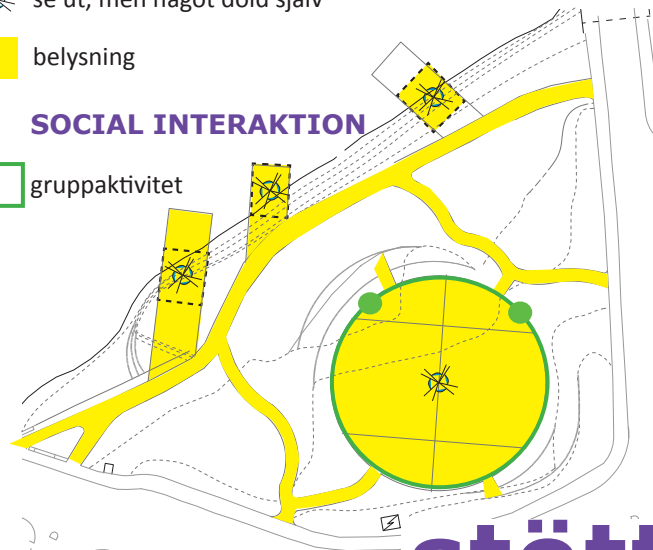 se ut, men något dold själv
belysning
SOCIAL INTERAKTION
gruppaktivitet
stött